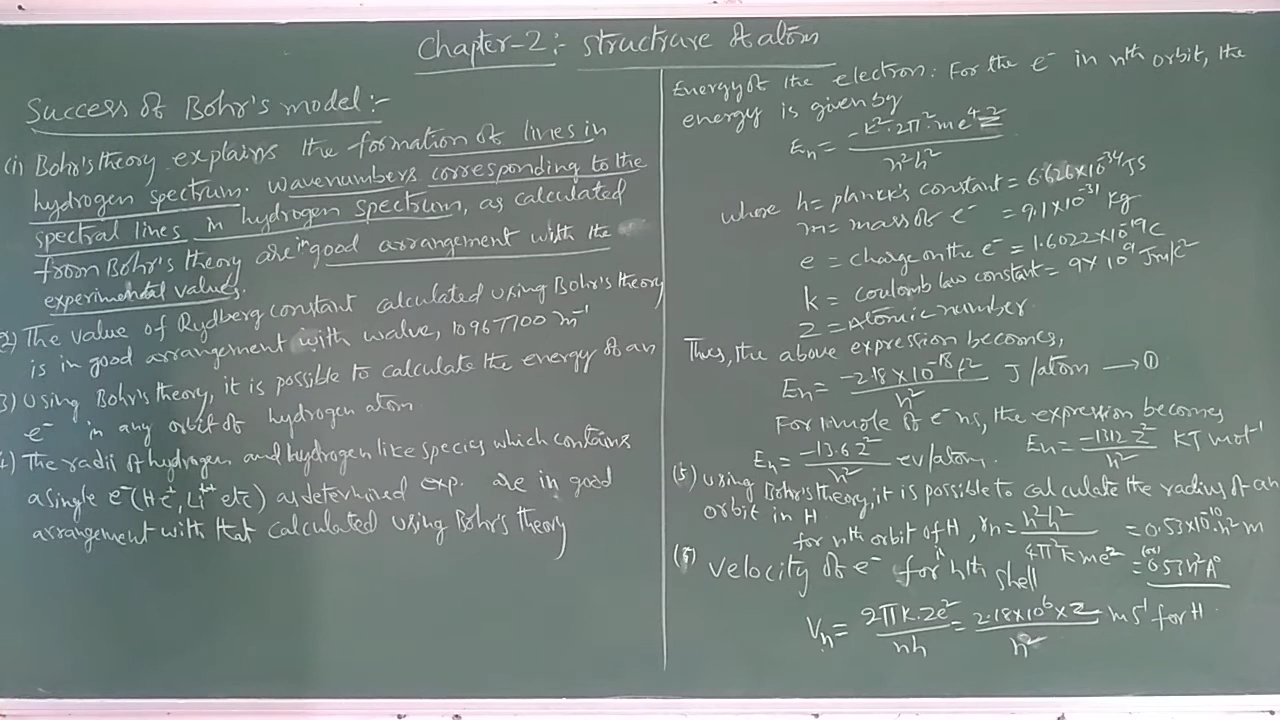 Chapter-2:- Structure of atom
Success of Bohr's model:-
(1) Bohr's theory explains the formation of lines in
hydrogen spectrum. Wavenumbers corresponding to the
spectral lines in hydrogen spectrum, as calculated
from Bohr's theory are in good arrangement with the
experimental values.
2) The value of Rydberg constant calculated using Bohr's theory
is in good arrangement with walve, 10967700 m⁻¹
3) Using Bohr's theory, it is possible to calculate the energy of an
e⁻ in any orbit of hydrogen atom.
4) The radii of hydrogen and hydrogen like species which contains
a single e⁻ (He⁺, Li⁺⁺ etc) as determined exp. are in good
arrangement with that calculated using Bohr's theory
Energy of the electron: For the e⁻ in nth orbit, the
energy is given by
En = -k²·2π²·me⁴Z / n²h²
where h = planck's constant = 6.626×10⁻³⁴ JS
m = mass of e⁻ = 9.1×10⁻³¹ kg
e = charge on the e⁻ = 1.6022×10⁻¹⁹C
k = coulomb law constant = 9×10⁹ Jm/c²
Z = Atomic number
Thus, the above expression becomes,
En = -2.18×10⁻¹⁸ Z² / n² J/atom → ①
For 1 mole of e⁻ns, the expression becomes
En = -13.6 Z² / n² ev/atom. En = -1312 Z² / n² KJ mol⁻¹
(5) Using Bohr's theory, it is possible to calculate the radius of an
orbit in H
for nth orbit of H, rn = n²h² / 4π²kme² = 0.53×10⁻¹⁰·n² m
(or) = 0.53n²A°
(6) Velocity of e⁻ for in nth shell
Vn = 2πk.Ze² / nh = 2.18×10⁶×Z / n² ms⁻¹ for H.